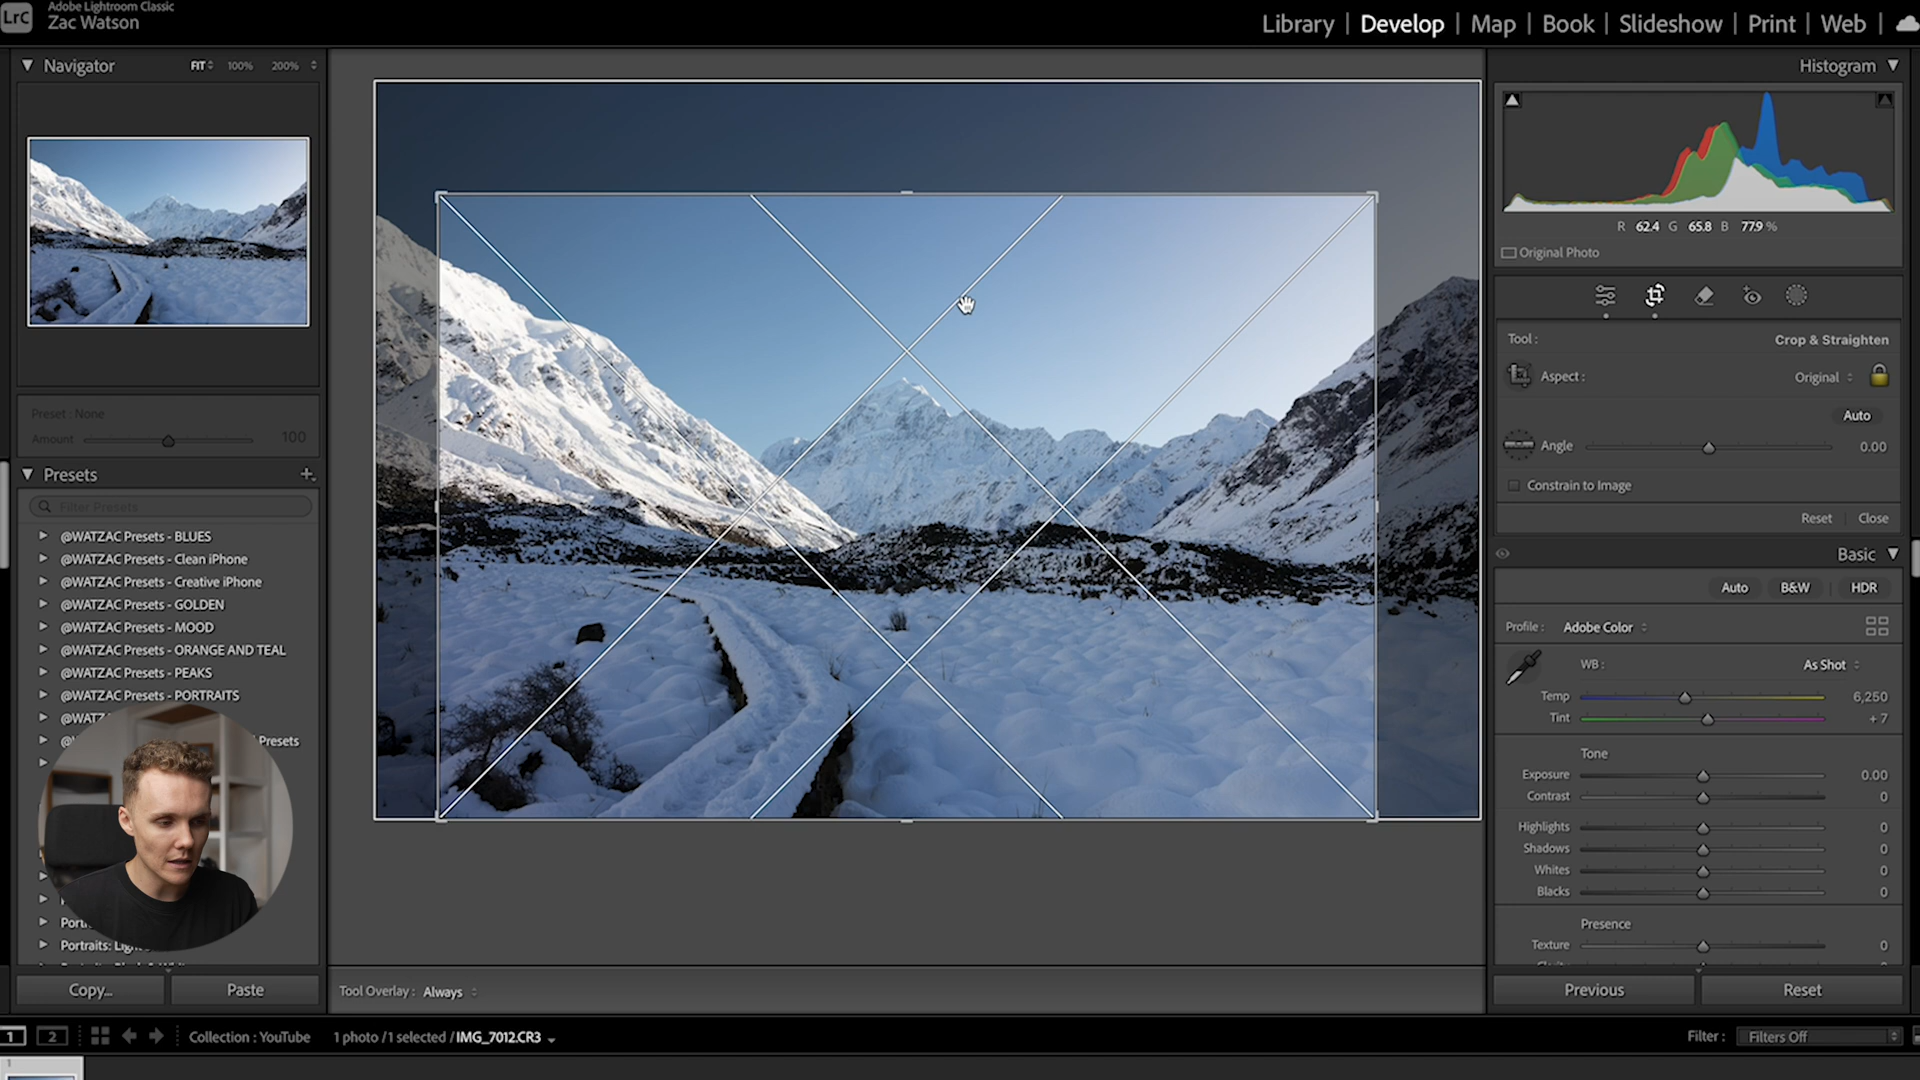 LrC
Adobe Lightroom Classic
Zac Watson
Library | Develop | Map | Book | Slideshow | Print | Web |
Navigator
FIT 100% 200%
Preset : None
Amount 100
Presets +
Filter Presets
@WATZAC Presets - BLUES
@WATZAC Presets - Clean iPhone
@WATZAC Presets - Creative iPhone
@WATZAC Presets - GOLDEN
@WATZAC Presets - MOOD
@WATZAC Presets - ORANGE AND TEAL
@WATZAC Presets - PEAKS
@WATZAC Presets - PORTRAITS
Presets
Portraits:
Copy... Paste
Tool Overlay : Always
Histogram
R 62.4 G 65.8 B 77.9 %
Original Photo
Tool : Crop & Straighten
Aspect : Original
Auto
Angle 0.00
Constrain to Image
Reset Close
Basic
Auto B&W HDR
Profile : Adobe Color
WB : As Shot
Temp 6,250
Tint + 7
Tone
Exposure 0.00
Contrast 0
Highlights 0
Shadows 0
Whites 0
Blacks 0
Presence
Texture 0
Previous Reset
1 2 Collection : YouTube 1 photo / 1 selected / IMG_7012.CR3 Filter : Filters Off
1